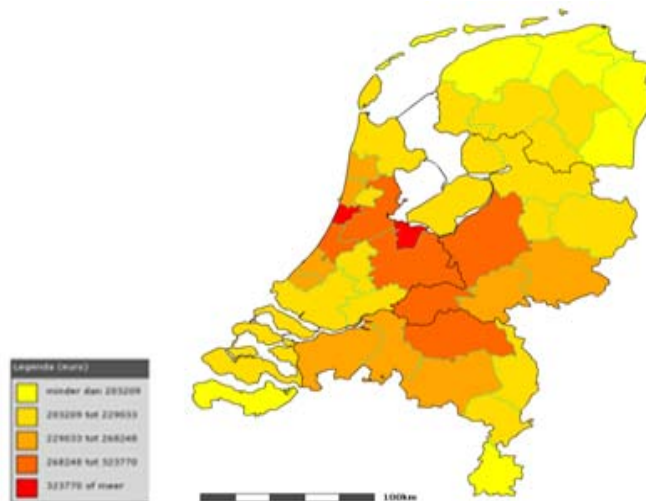 Legenda (euro)
minder dan 203209
203209 tot 229033
229033 tot 268248
268248 tot 323770
323770 of meer
100km